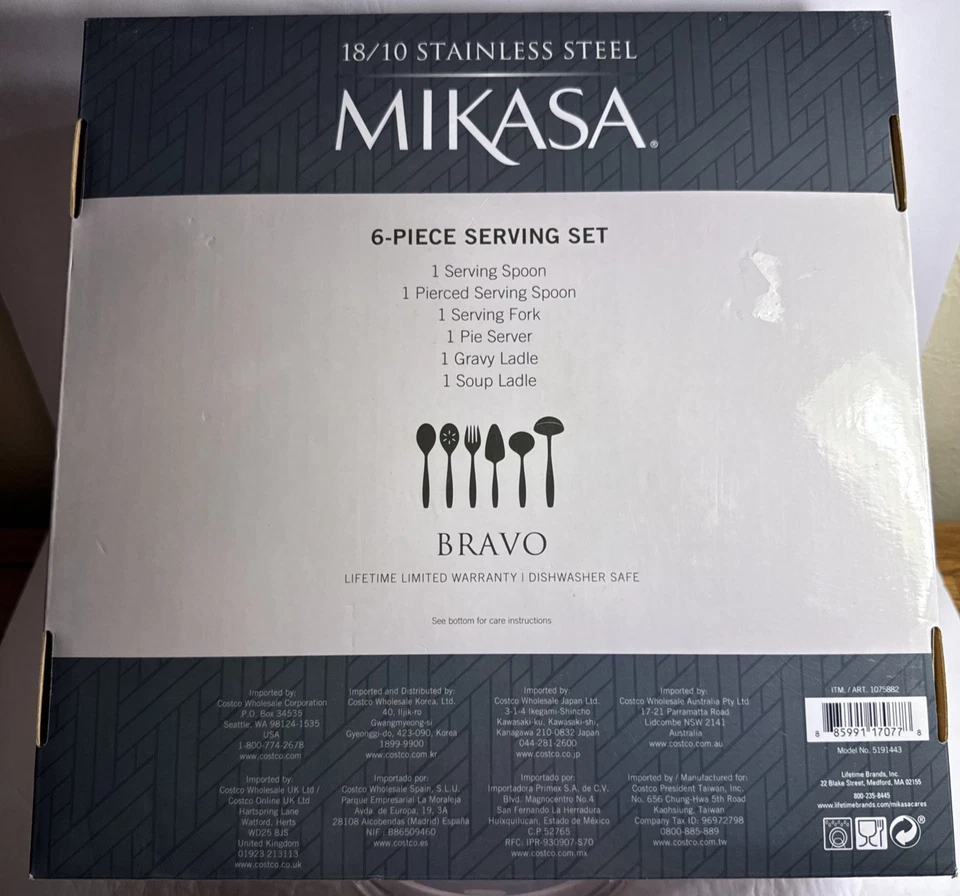 18/10 STAINLESS STEEL
MIKASA®
6-PIECE SERVING SET
1 Serving Spoon
1 Pierced Serving Spoon
1 Serving Fork
1 Pie Server
1 Gravy Ladle
1 Soup Ladle
BRAVO
LIFETIME LIMITED WARRANTY | DISHWASHER SAFE
See bottom for care instructions
Imported by:
Costco Wholesale Corporation
P.O. Box 34535
Seattle, WA 98124-1535
USA
1-800-774-2678
www.costco.com
Imported and Distributed by:
Costco Wholesale Korea, Ltd.
40, Iljik-ro
Gwangmyeong-si
Gyeonggi-do, 423-090, Korea
1899-9900
www.costco.com.kr
Imported by:
Costco Wholesale Japan Ltd.
3-1-4 Ikegami-Shincho
Kawasaki-ku, Kawasaki-shi,
Kanagawa 210-0832 Japan
044-281-2600
www.costco.co.jp
Imported by:
Costco Wholesale Australia Pty Ltd
17-21 Parramatta Road
Lidcombe NSW 2141
Australia
www.costco.com.au
Imported by:
Costco Wholesale UK Ltd /
Costco Online UK Ltd
Hartspring Lane
Watford, Herts
WD25 8JS
United Kingdom
01923 213113
www.costco.co.uk
Importado por:
Costco Wholesale Spain, S.L.U.
Parque Empresarial La Moraleja
Avda. de Europa, 19, 3A
28108 Alcobendas (Madrid) España
NIF: B86509460
www.costco.es
Importado por:
Importadora Primex S.A. de C.V.
Blvd. Magnocentro No.4
San Fernando La Herradura
Huixquilucan, Estado de México
C.P 52765
RFC: IPR-930907-S70
www.costco.com.mx
Imported by / Manufactured for:
Costco President Taiwan, Inc.
No. 656 Chung-Hwa 5th Road
Kaohsiung, Taiwan
Company Tax ID: 96972798
0800-885-889
www.costco.com.tw
ITM. / ART. 1075882
8 85991 17077 8
Model No. 5191443
Lifetime Brands, Inc.
22 Blake Street, Medford, MA 02155
800-235-8445
www.lifetimebrands.com/mikasacares